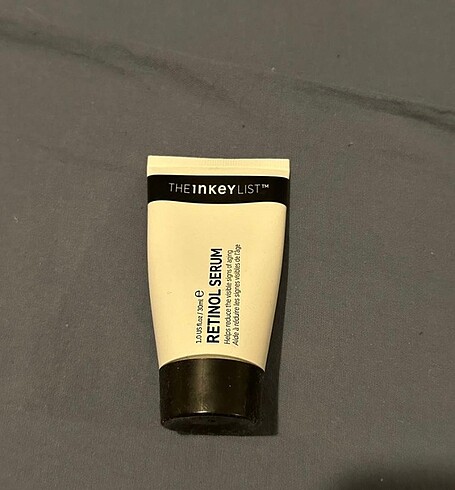 THE INKEY LIST™
1.0 US fl.oz / 30ml ℮
RETINOL SERUM
Helps reduce the visible signs of aging
Aide à réduire les signes visibles de l'âge